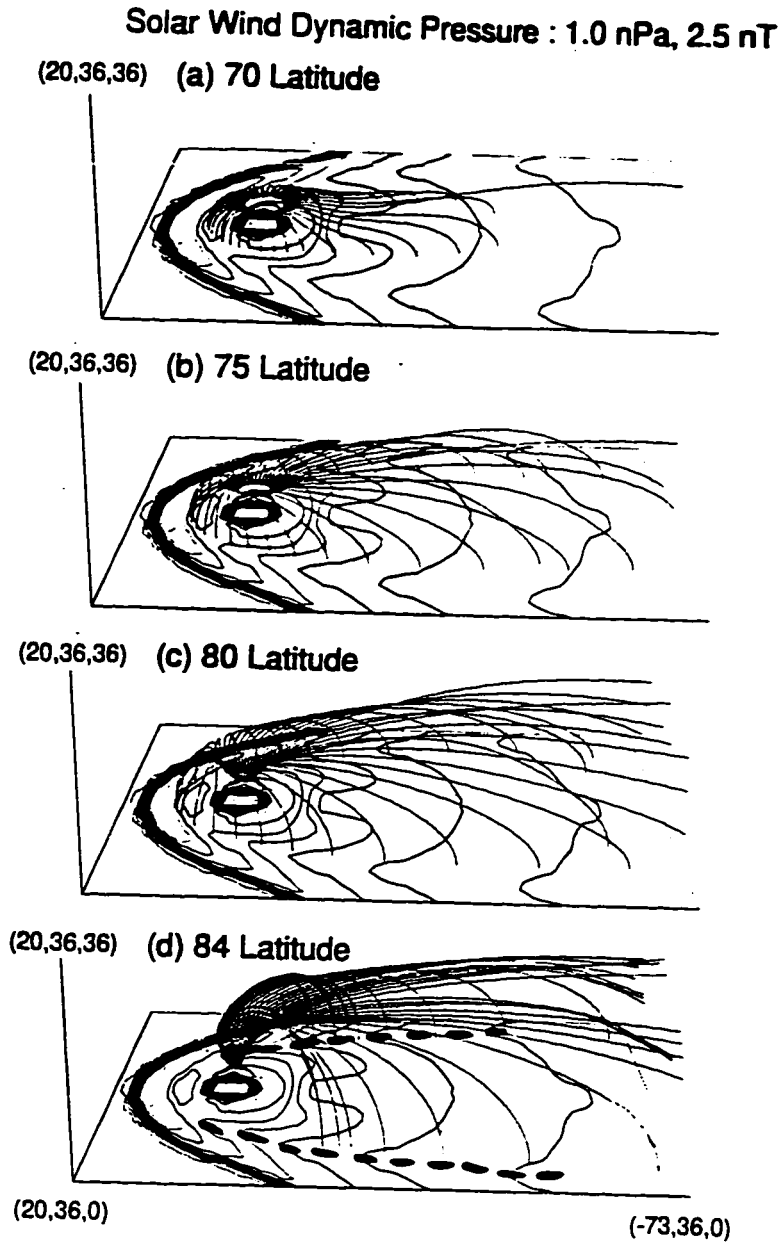 Solar Wind Dynamic Pressure : 1.0 nPa, 2.5 nT
(20,36,36) (a) 70 Latitude
(20,36,36) (b) 75 Latitude
(20,36,36) (c) 80 Latitude
(20,36,36) (d) 84 Latitude
(20,36,0)
(-73,36,0)